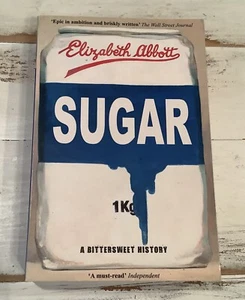 ‘Epic in ambition and briskly written’ The Wall Street Journal
Elizabeth Abbott
SUGAR
1Kg
A BITTERSWEET HISTORY
‘A must-read’ Independent